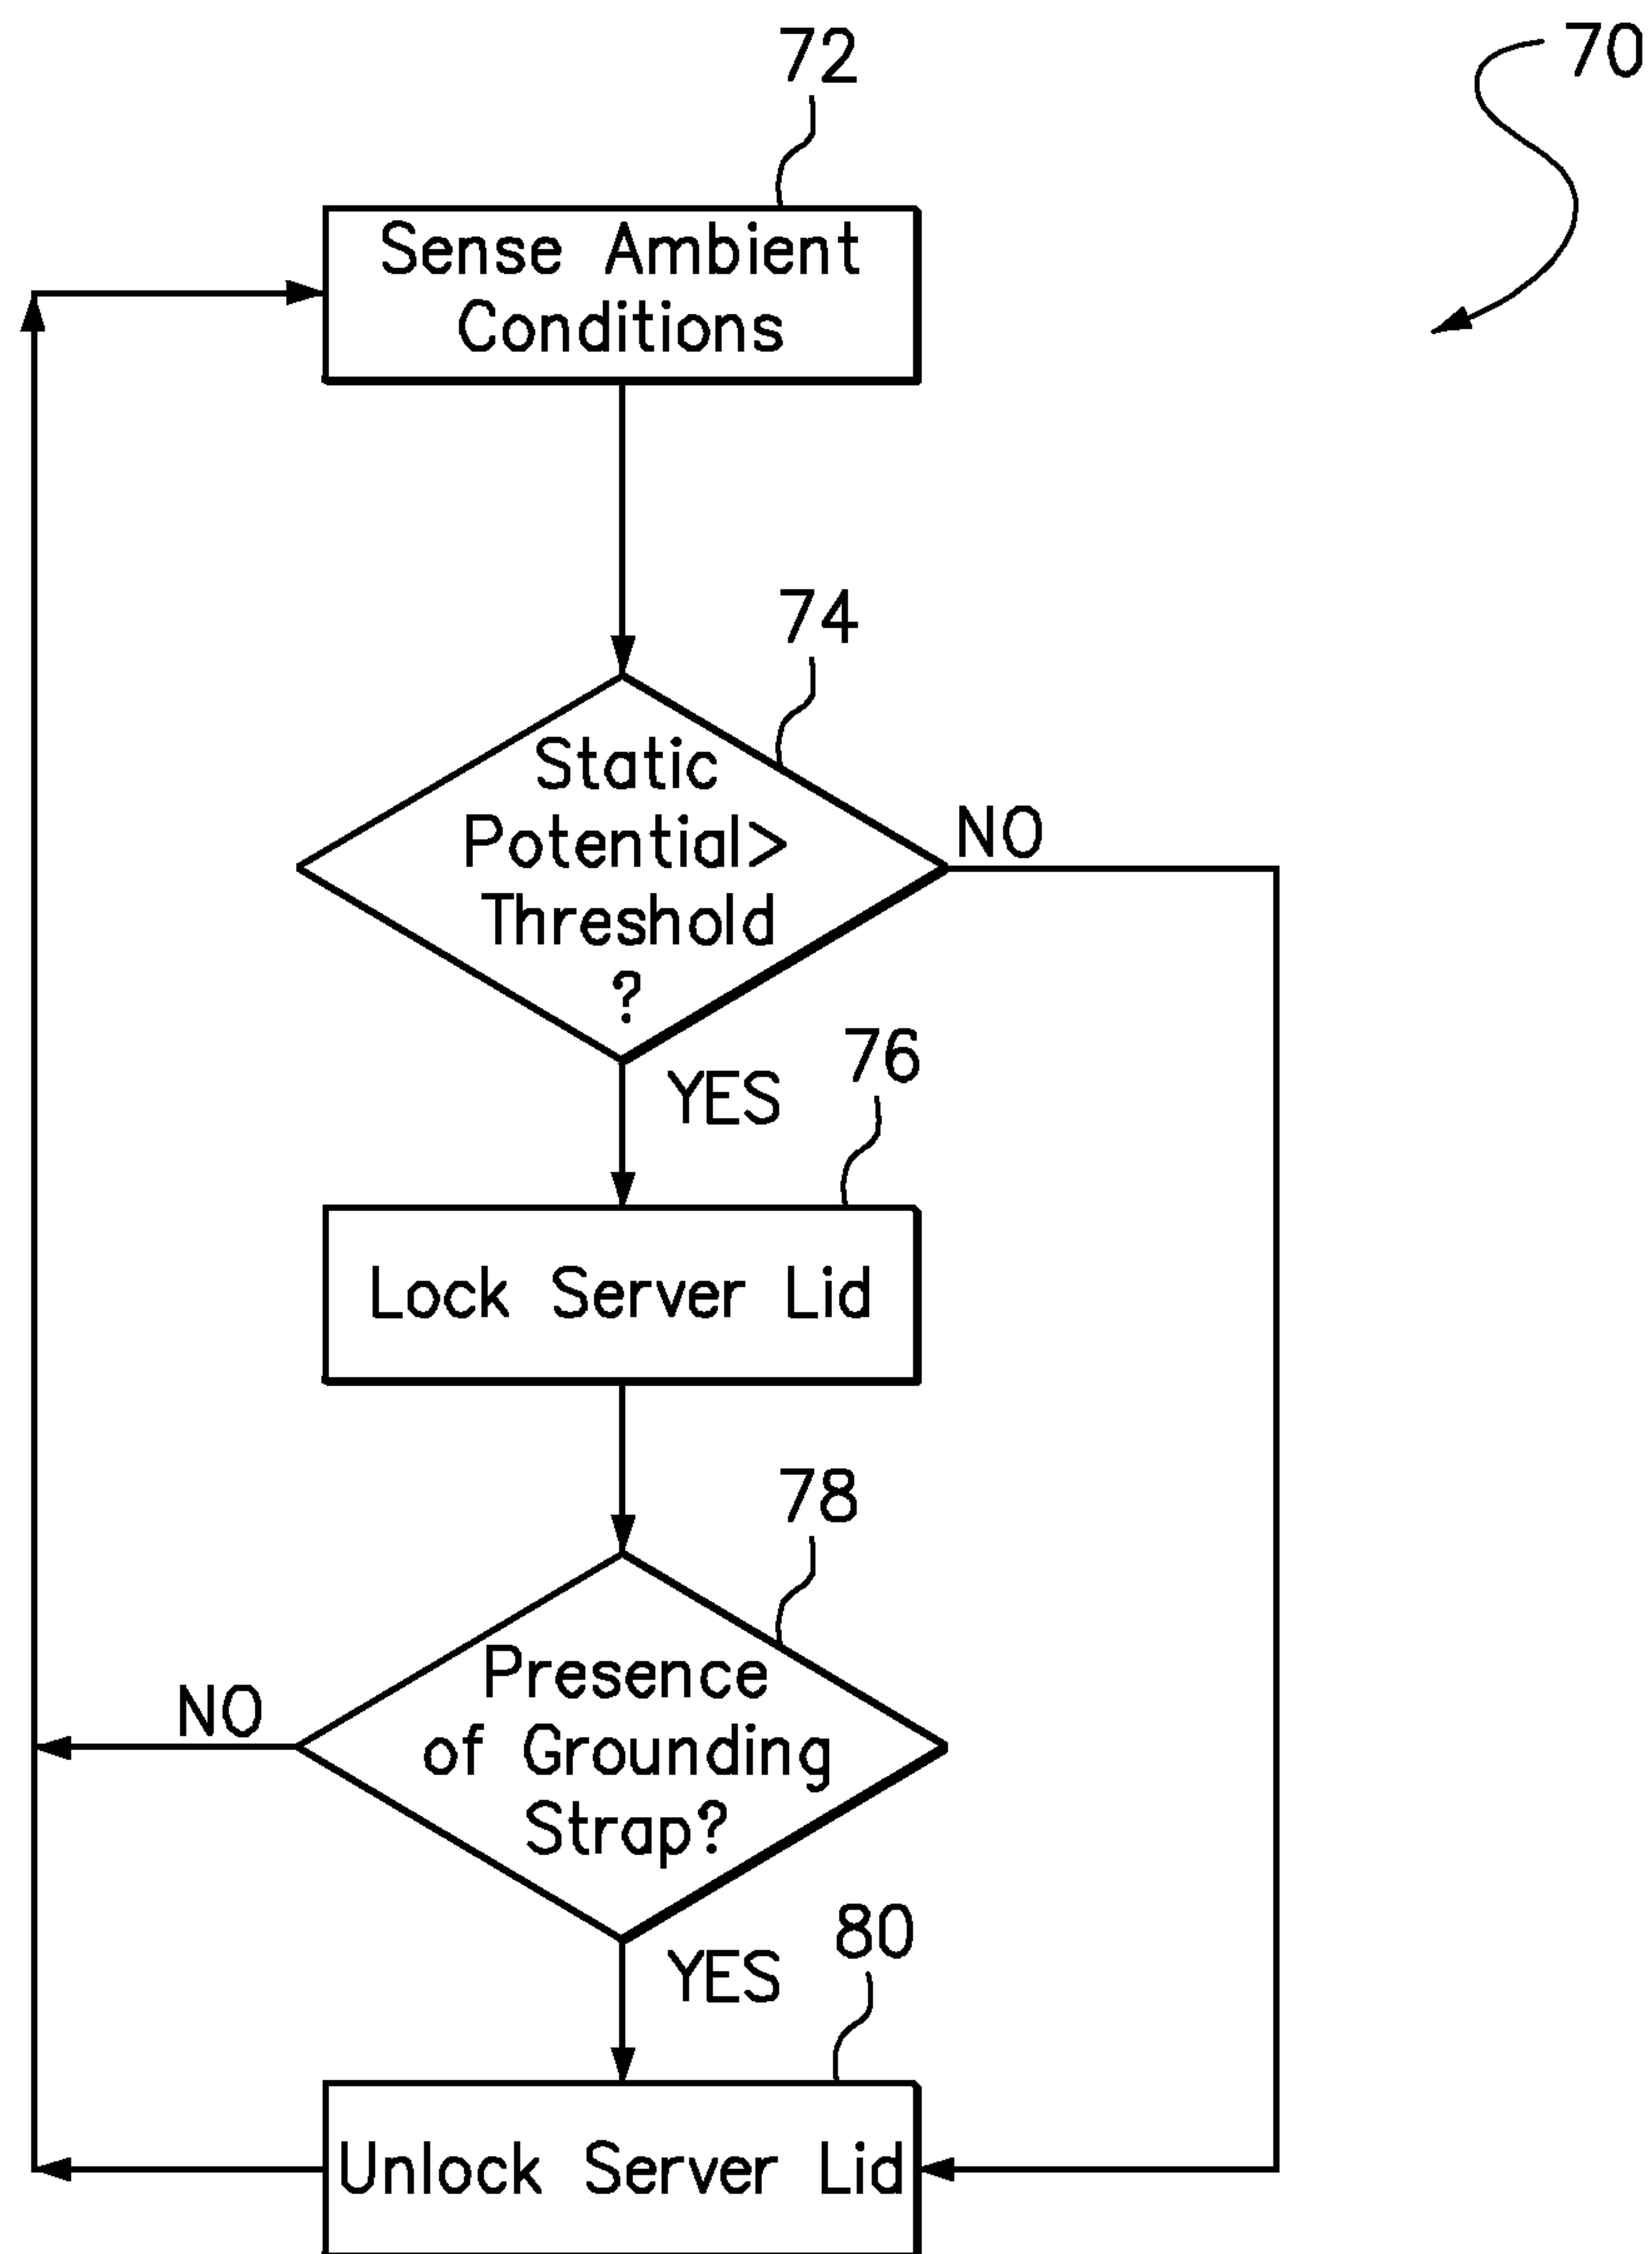 72
70
Sense Ambient
Conditions
74
Static
Potential>
Threshold
?
NO
YES
76
Lock Server Lid
78
Presence
of Grounding
Strap?
NO
YES
80
Unlock Server Lid